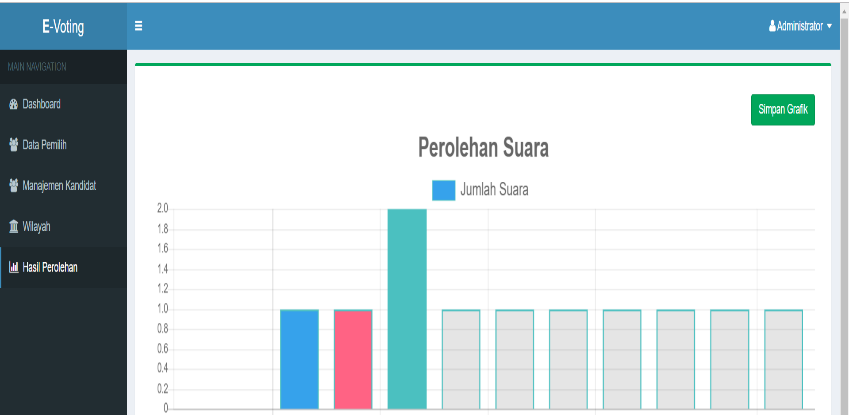 E-Voting
Administrator
MAIN NAVIGATION
Dashboard
Data Pemilih
Manajemen Kandidat
Wilayah
Hasil Perolehan
Simpan Grafik
Perolehan Suara
Jumlah Suara
2.0
1.8
1.6
1.4
1.2
1.0
0.8
0.6
0.4
0.2
0